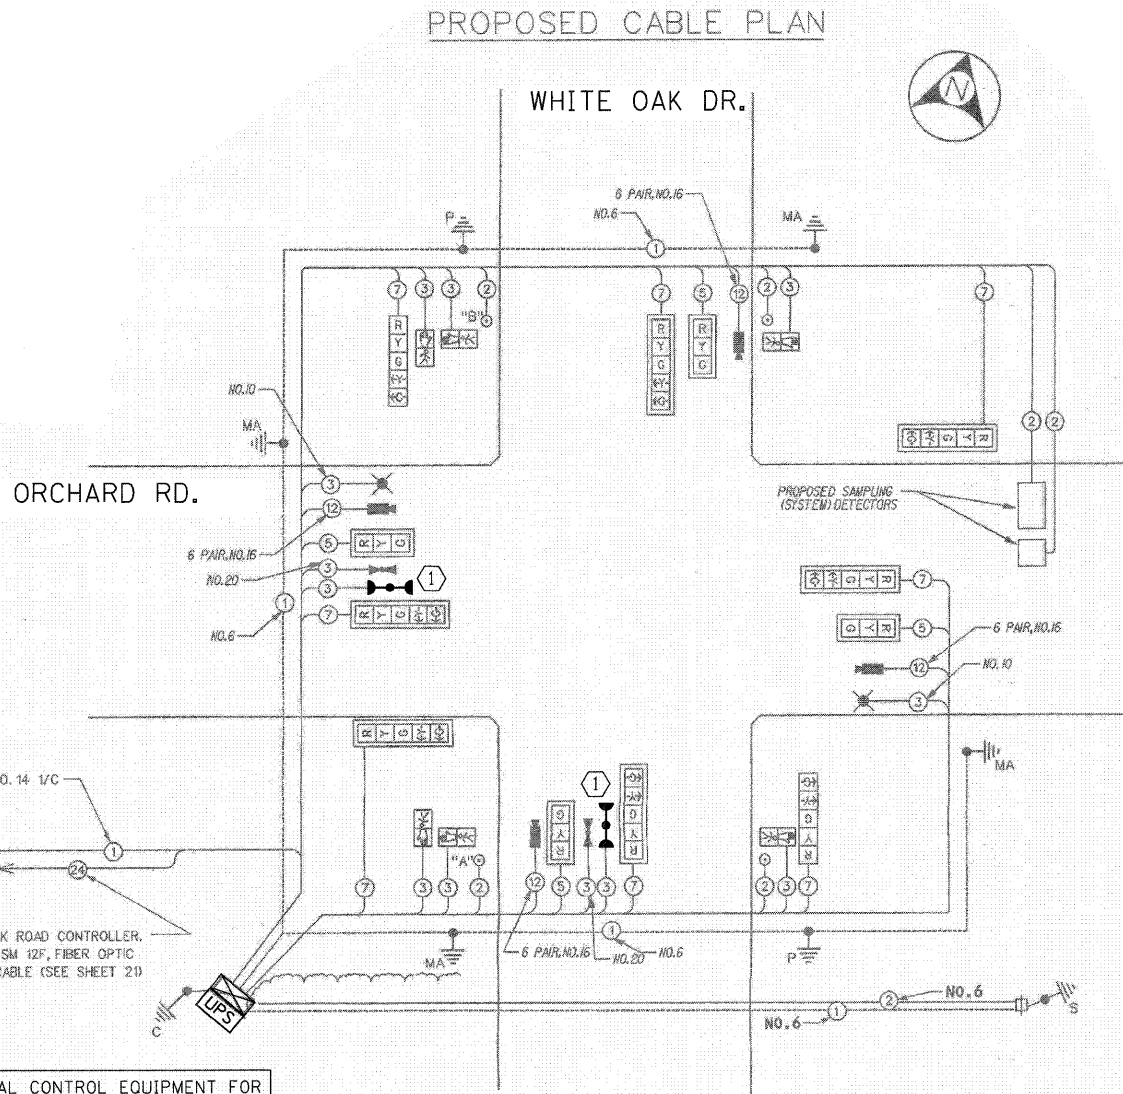 PROPOSED CABLE PLAN
N
WHITE OAK DR.
6 PAIR,NO.16
NO.6
P
MA
1
7 3 3 2
7 5 12 2 3
7
"B"
R Y G Y G
R Y G Y G
R Y G
R Y G Y G
NO.10
MA
2 2
ORCHARD RD.
3
12
PROPOSED SAMPLING
(SYSTEM) DETECTORS
6 PAIR,NO.16
5
R Y G
NO.20
3
1
3
1
NO.6
7
R Y G Y G
R Y G Y G
7
R Y G
5
6 PAIR,NO.16
12
NO.10
3
R Y G Y G
MA
O. 14 1/C
1
1
24
"A"
R Y G
R Y G Y G
R Y G Y G
7 3 3 2
12 5 3 3 7
2 3 7
K ROAD CONTROLLER,
SM 12F, FIBER OPTIC
CABLE (SEE SHEET 21)
MA
6 PAIR,NO.16
1
NO.20
NO.6
P
UPS
C
2
NO.6
NO.6
1
S
AL CONTROL EQUIPMENT FOR